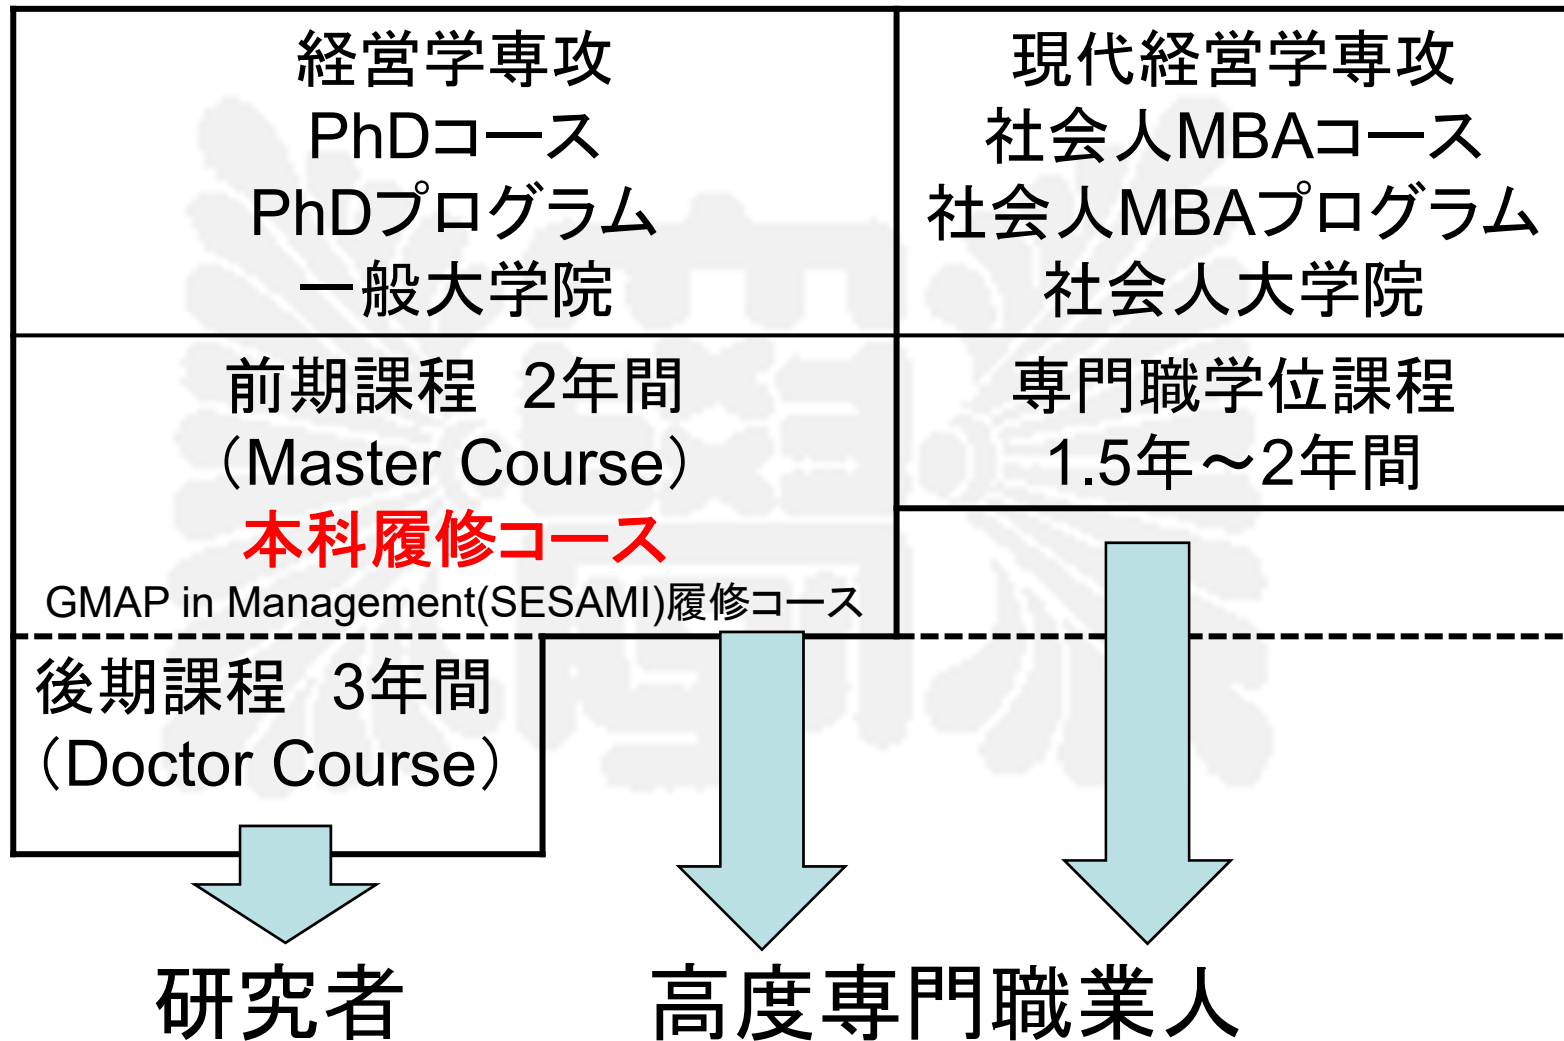 経営学専攻
PhDコース
PhDプログラム
一般大学院
現代経営学専攻
社会人MBAコース
社会人MBAプログラム
社会人大学院
前期課程　2年間
（Master Course）
本科履修コース
GMAP in Management(SESAMI)履修コース
専門職学位課程
1.5年～2年間
後期課程　3年間
（Doctor Course）
研究者
高度専門職業人